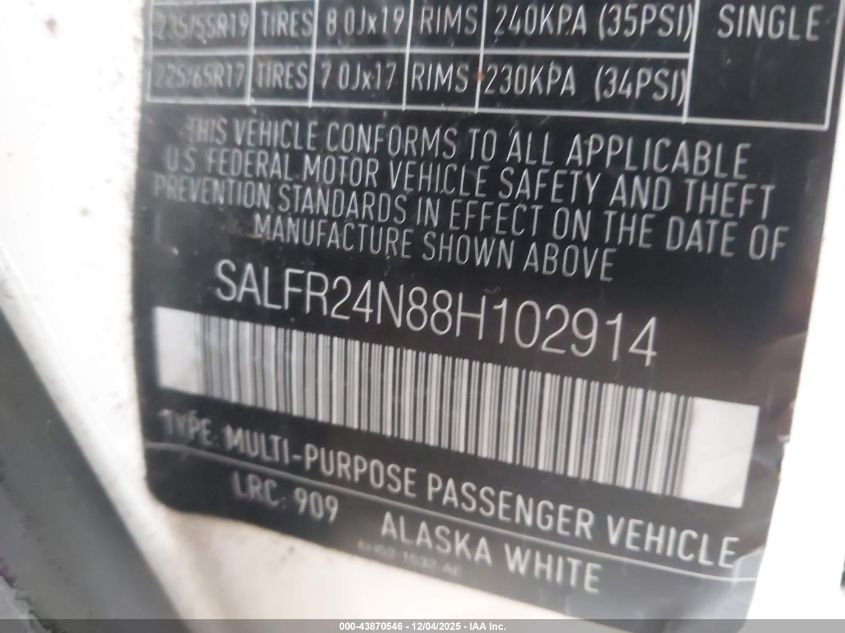 235/55R19 TIRES 8.0Jx19 RIMS 240KPA (35PSI) SINGLE
225/65R17 TIRES 7.0Jx17 RIMS 230KPA (34PSI)
THIS VEHICLE CONFORMS TO ALL APPLICABLE
U.S FEDERAL MOTOR VEHICLE SAFETY AND THEFT
PREVENTION STANDARDS IN EFFECT ON THE DATE OF
MANUFACTURE SHOWN ABOVE
SALFR24N88H102914
TYPE: MULTI-PURPOSE PASSENGER VEHICLE
LRC: 909 ALASKA WHITE
000-43870546 - 12/04/2025 - IAA Inc.